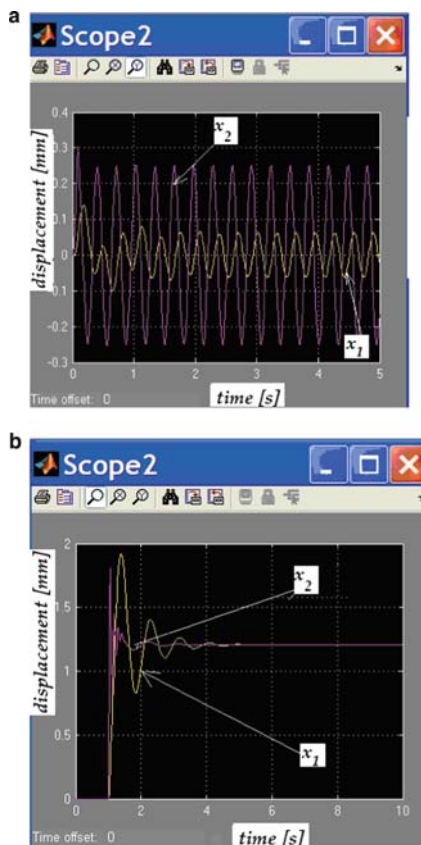 a
Scope2
0.4
0.3
0.2
0.1
0
-0.1
-0.2
-0.3
displacement [mm]
x2
x1
0 1 2 3 4 5
Time offset: 0
time [s]
b
Scope2
2
1.5
1
0.5
0
displacement [mm]
x2
x1
0 2 4 6 8 10
Time offset: 0
time [s]